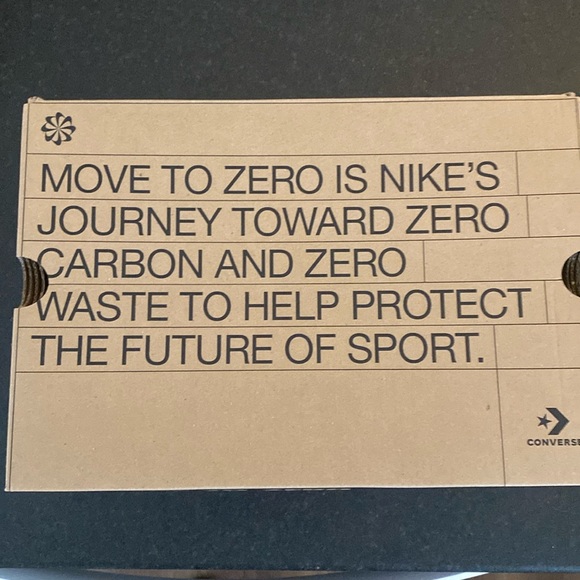 MOVE TO ZERO IS NIKE'S
JOURNEY TOWARD ZERO
CARBON AND ZERO
WASTE TO HELP PROTECT
THE FUTURE OF SPORT.
CONVERSE